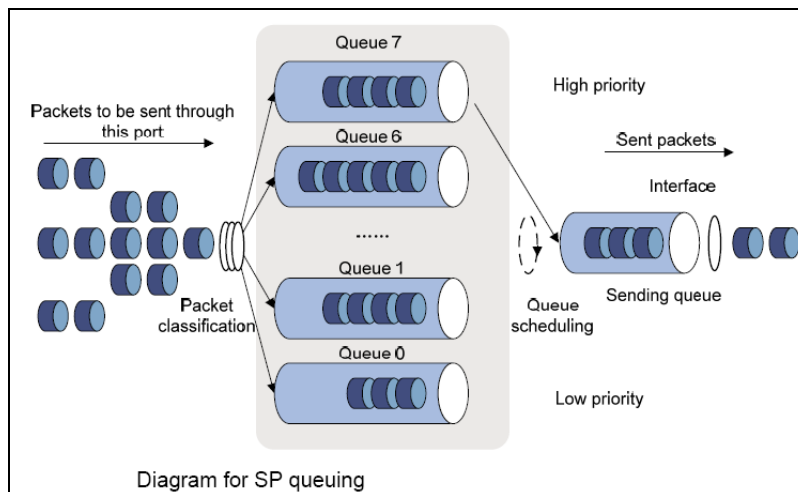 Queue 7
High priority
Packets to be sent through
this port
Queue 6
Sent packets
Interface
......
Queue 1
Packet
classification
Queue
scheduling
Sending queue
Queue 0
Low priority
Diagram for SP queuing